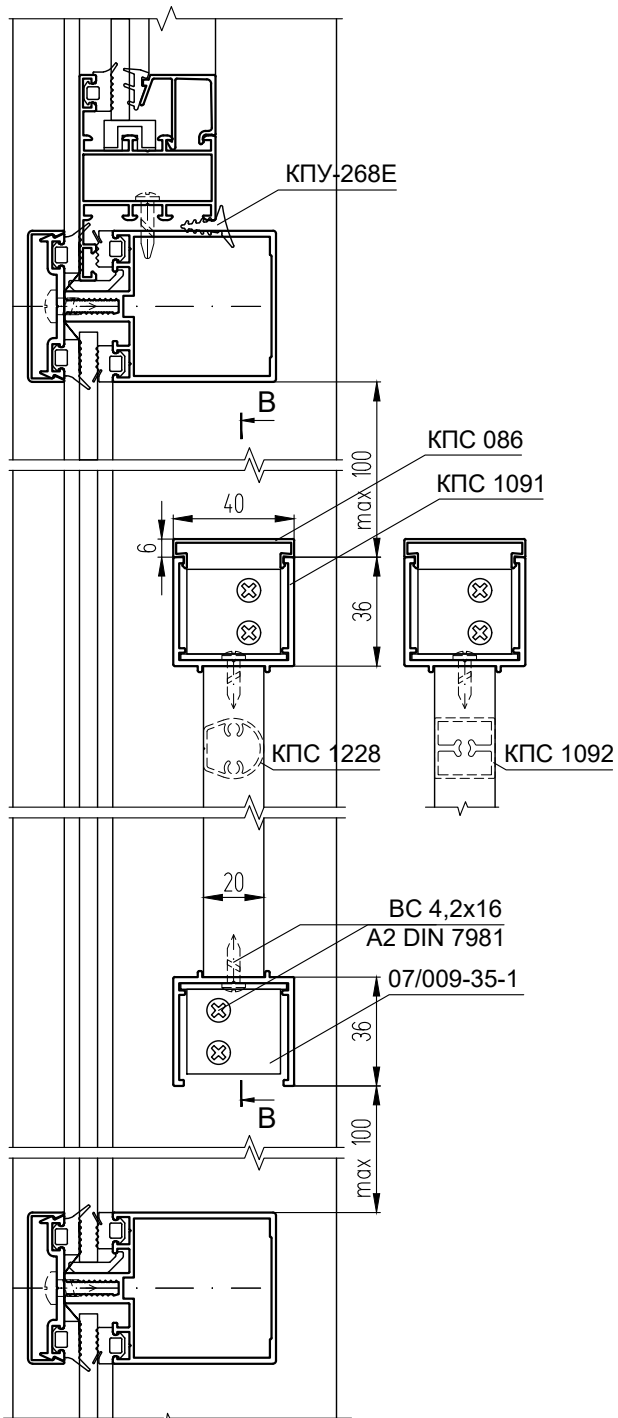 КПУ-268Е
В
КПС 086
max 100
КПС 1091
40
6
36
КПС 1228
КПС 1092
20
ВС 4,2х16
А2 DIN 7981
07/009-35-1
36
В
max 100